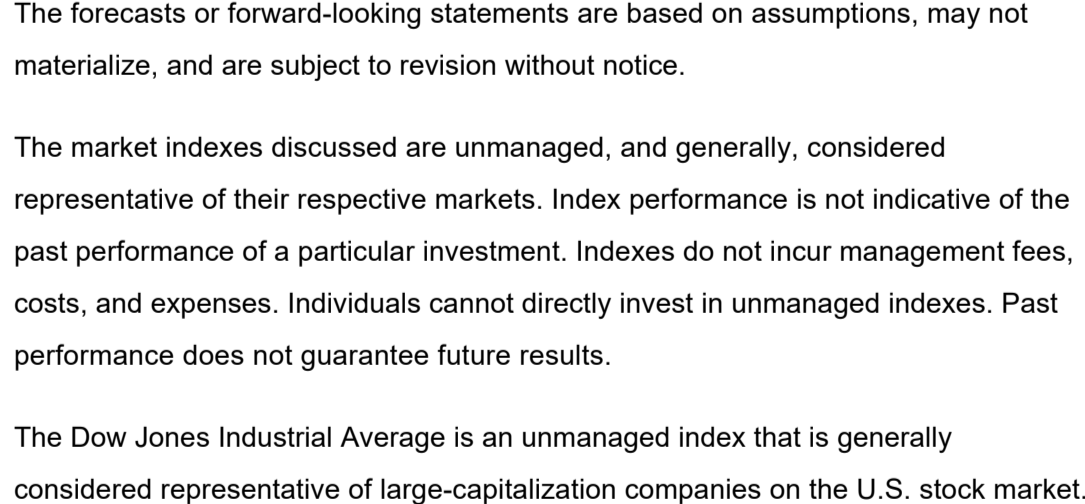 The forecasts or forward-looking statements are based on assumptions, may not
materialize, and are subject to revision without notice.
The market indexes discussed are unmanaged, and generally, considered
representative of their respective markets. Index performance is not indicative of the
past performance of a particular investment. Indexes do not incur management fees,
costs, and expenses. Individuals cannot directly invest in unmanaged indexes. Past
performance does not guarantee future results.
The Dow Jones Industrial Average is an unmanaged index that is generally
considered representative of large-capitalization companies on the U.S. stock market.